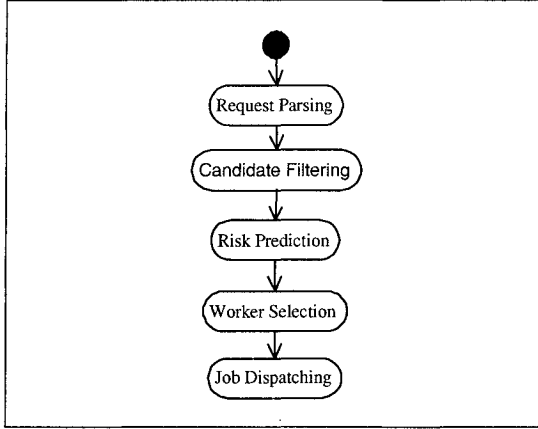 Request Parsing
Candidate Filtering
Risk Prediction
Worker Selection
Job Dispatching